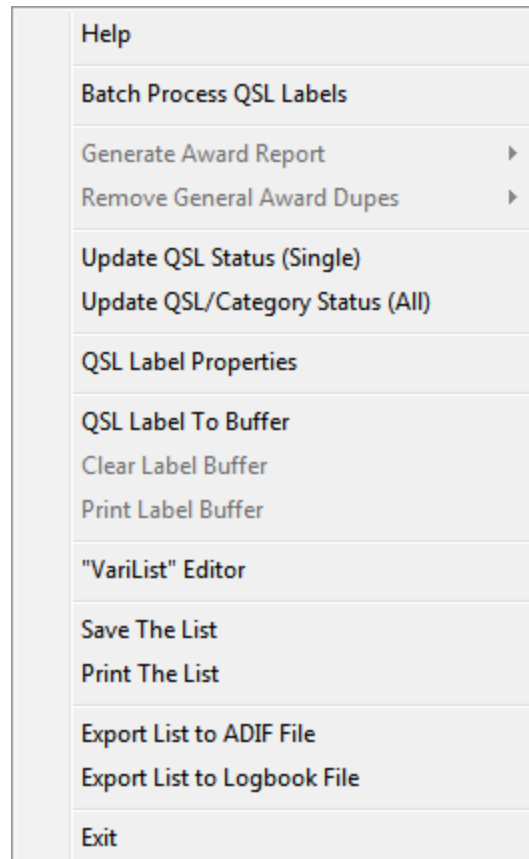 Help
Batch Process QSL Labels
Generate Award Report
Remove General Award Dupes
Update QSL Status (Single)
Update QSL/Category Status (All)
QSL Label Properties
QSL Label To Buffer
Clear Label Buffer
Print Label Buffer
"VariList" Editor
Save The List
Print The List
Export List to ADIF File
Export List to Logbook File
Exit